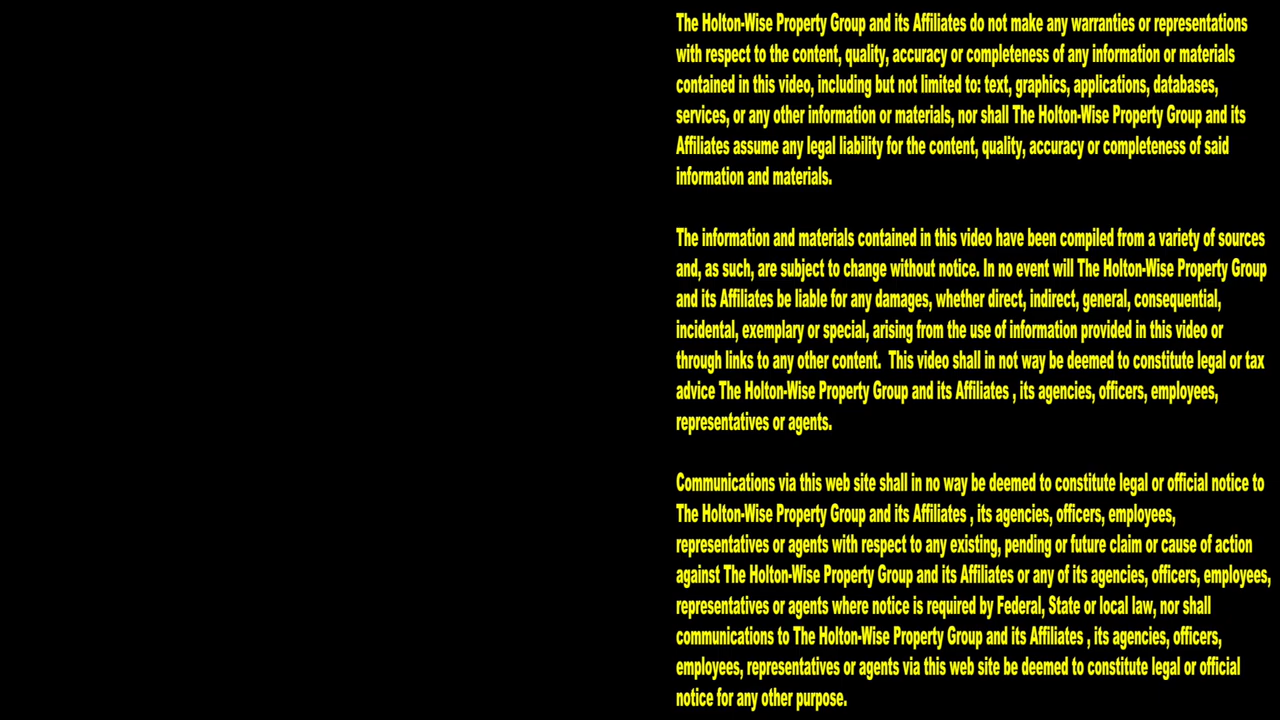 The Holton-Wise Property Group and its Affiliates do not make any warranties or representations
with respect to the content, quality, accuracy or completeness of any information or materials
contained in this video, including but not limited to: text, graphics, applications, databases,
services, or any other information or materials, nor shall The Holton-Wise Property Group and its
Affiliates assume any legal liability for the content, quality, accuracy or completeness of said
information and materials.
The information and materials contained in this video have been compiled from a variety of sources
and, as such, are subject to change without notice. In no event will The Holton-Wise Property Group
and its Affiliates be liable for any damages, whether direct, indirect, general, consequential,
incidental, exemplary or special, arising from the use of information provided in this video or
through links to any other content.  This video shall in not way be deemed to constitute legal or tax
advice The Holton-Wise Property Group and its Affiliates , its agencies, officers, employees,
representatives or agents.
Communications via this web site shall in no way be deemed to constitute legal or official notice to
The Holton-Wise Property Group and its Affiliates , its agencies, officers, employees,
representatives or agents with respect to any existing, pending or future claim or cause of action
against The Holton-Wise Property Group and its Affiliates or any of its agencies, officers, employees,
representatives or agents where notice is required by Federal, State or local law, nor shall
communications to The Holton-Wise Property Group and its Affiliates , its agencies, officers,
employees, representatives or agents via this web site be deemed to constitute legal or official
notice for any other purpose.